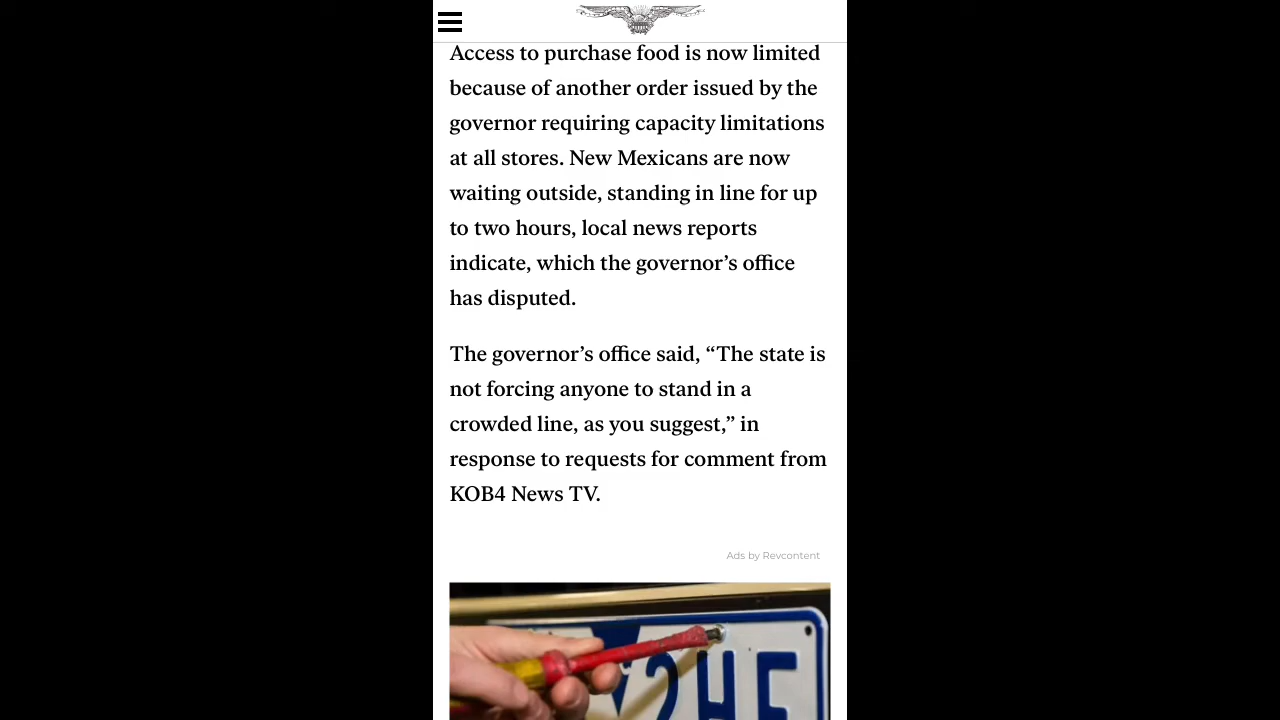 Access to purchase food is now limited
because of another order issued by the
governor requiring capacity limitations
at all stores. New Mexicans are now
waiting outside, standing in line for up
to two hours, local news reports
indicate, which the governor’s office
has disputed.
The governor’s office said, “The state is
not forcing anyone to stand in a
crowded line, as you suggest,” in
response to requests for comment from
KOB4 News TV.
Ads by Revcontent
2HF